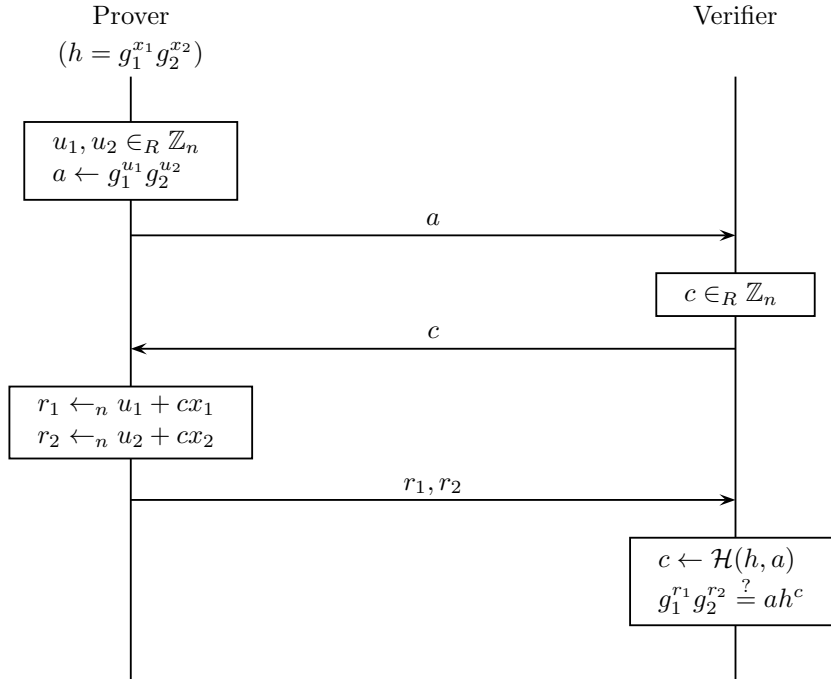 Prover
Verifier
(h = g_1^{x_1} g_2^{x_2})
u_1, u_2 ∈_R ℤ_n
a ← g_1^{u_1} g_2^{u_2}
a
c ∈_R ℤ_n
c
r_1 ←_n u_1 + cx_1
r_2 ←_n u_2 + cx_2
r_1, r_2
c ← ℋ(h, a)
g_1^{r_1} g_2^{r_2} ≟ ah^c